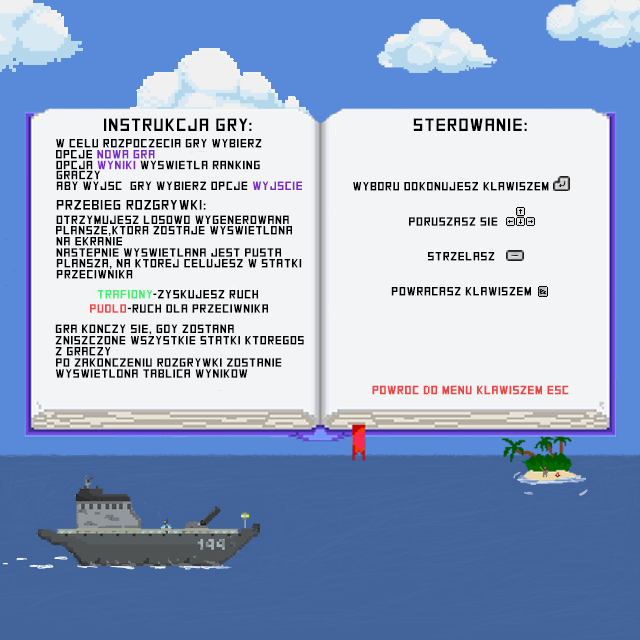 INSTRUKCJA GRY:
W CELU ROZPOCZECIA GRY WYBIERZ
OPCJE NOWA GRA
OPCJA WYNIKI WYSWIETLA RANKING
GRACZY
ABY WYJSC GRY WYBIERZ OPCJE WYJSCIE
PRZEBIEG ROZGRYWKI:
OTRZYMUJESZ LOSOWO WYGENEROWANA
PLANSZE,KTORA ZOSTAJE WYSWIETLONA
NA EKRANIE
NASTEPNIE WYSWIETLANA JEST PUSTA
PLANSZA, NA KTOREJ CELUJESZ W STATKI
PRZECIWNIKA
TRAFIONY-ZYSKUJESZ RUCH
PUDLO-RUCH DLA PRZECIWNIKA
GRA KONCZY SIE, GDY ZOSTANA
ZNISZCZONE WSZYSTKIE STATKI KTOREGOS
Z GRACZY
PO ZAKONCZENIU ROZGRYWKI ZOSTANIE
WYSWIETLONA TABLICA WYNIKOW
STEROWANIE:
WYBORU DOKONUJESZ KLAWISZEM
PORUSZASZ SIE
STRZELASZ
POWRACASZ KLAWISZEM
POWROC DO MENU KLAWISZEM ESC
144